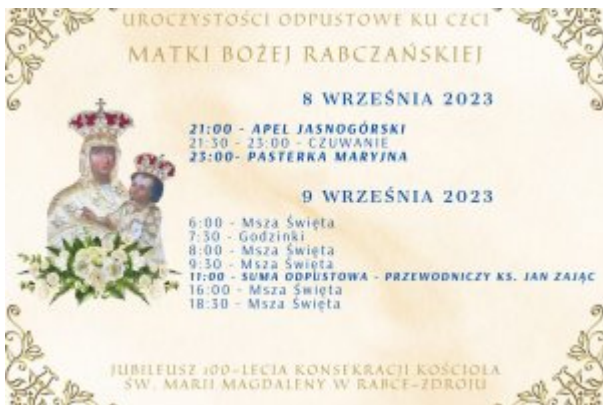 UROCZYSTOŚCI ODPUSTOWE KU CZCI
MATKI BOŻEJ RABCZAŃSKIEJ
8 WRZEŚNIA 2023
21:00 - APEL JASNOGÓRSKI
21:30 - 23:00 - CZUWANIE
23:00- PASTERKA MARYJNA
9 WRZEŚNIA 2023
6:00 - Msza Święta
7:30 - Godzinki
8:00 - Msza Święta
9:30 - Msza Święta
11:00 - SUMA ODPUSTOWA - PRZEWODNICZY KS. JAN ZAJĄC
16:00 - Msza Święta
18:30 - Msza Święta
JUBILEUSZ 100-LECIA KONSEKRACJI KOŚCIOŁA
ŚW. MARII MAGDALENY W RABCE-ZDROJU